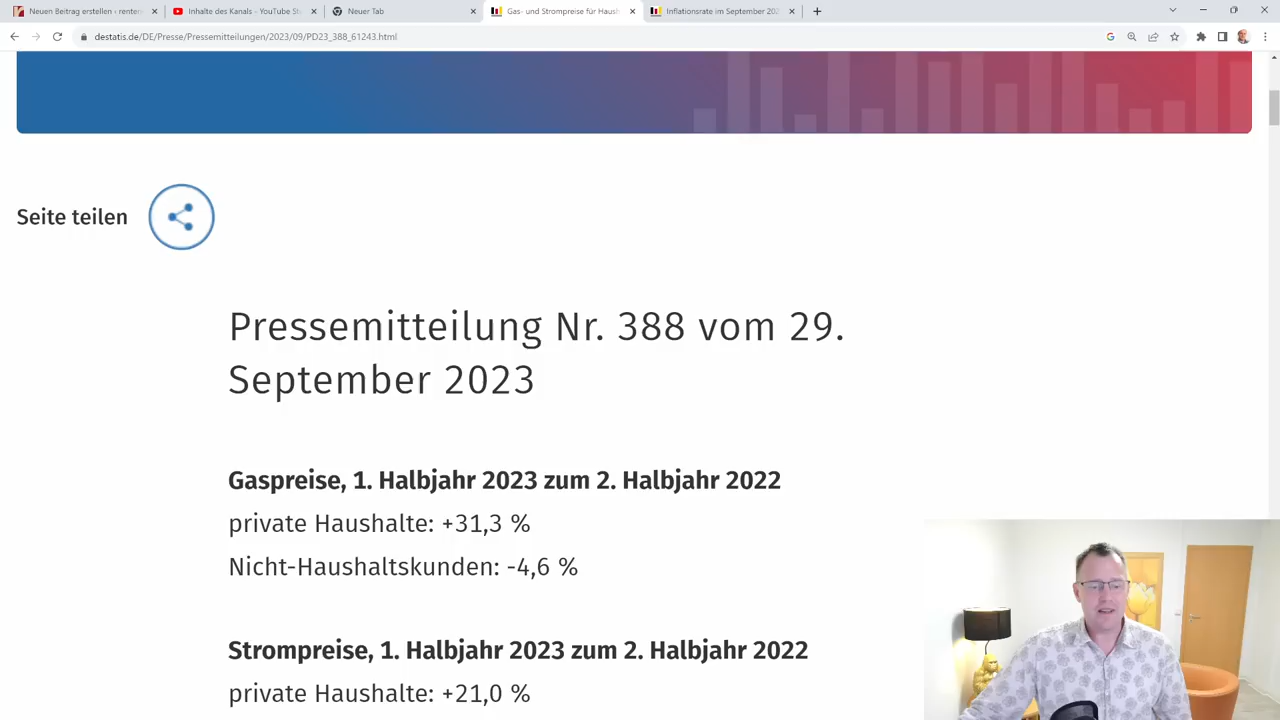 Neuen Beitrag erstellen ‹ rente
Inhalte des Kanals - YouTube St
Neuer Tab
Gas- und Strompreise für Haush
Inflationsrate im September 202
destatis.de/DE/Presse/Pressemitteilungen/2023/09/PD23_388_61243.html
Seite teilen
Pressemitteilung Nr. 388 vom 29.
September 2023
Gaspreise, 1. Halbjahr 2023 zum 2. Halbjahr 2022
private Haushalte: +31,3 %
Nicht-Haushaltskunden: -4,6 %
Strompreise, 1. Halbjahr 2023 zum 2. Halbjahr 2022
private Haushalte: +21,0 %